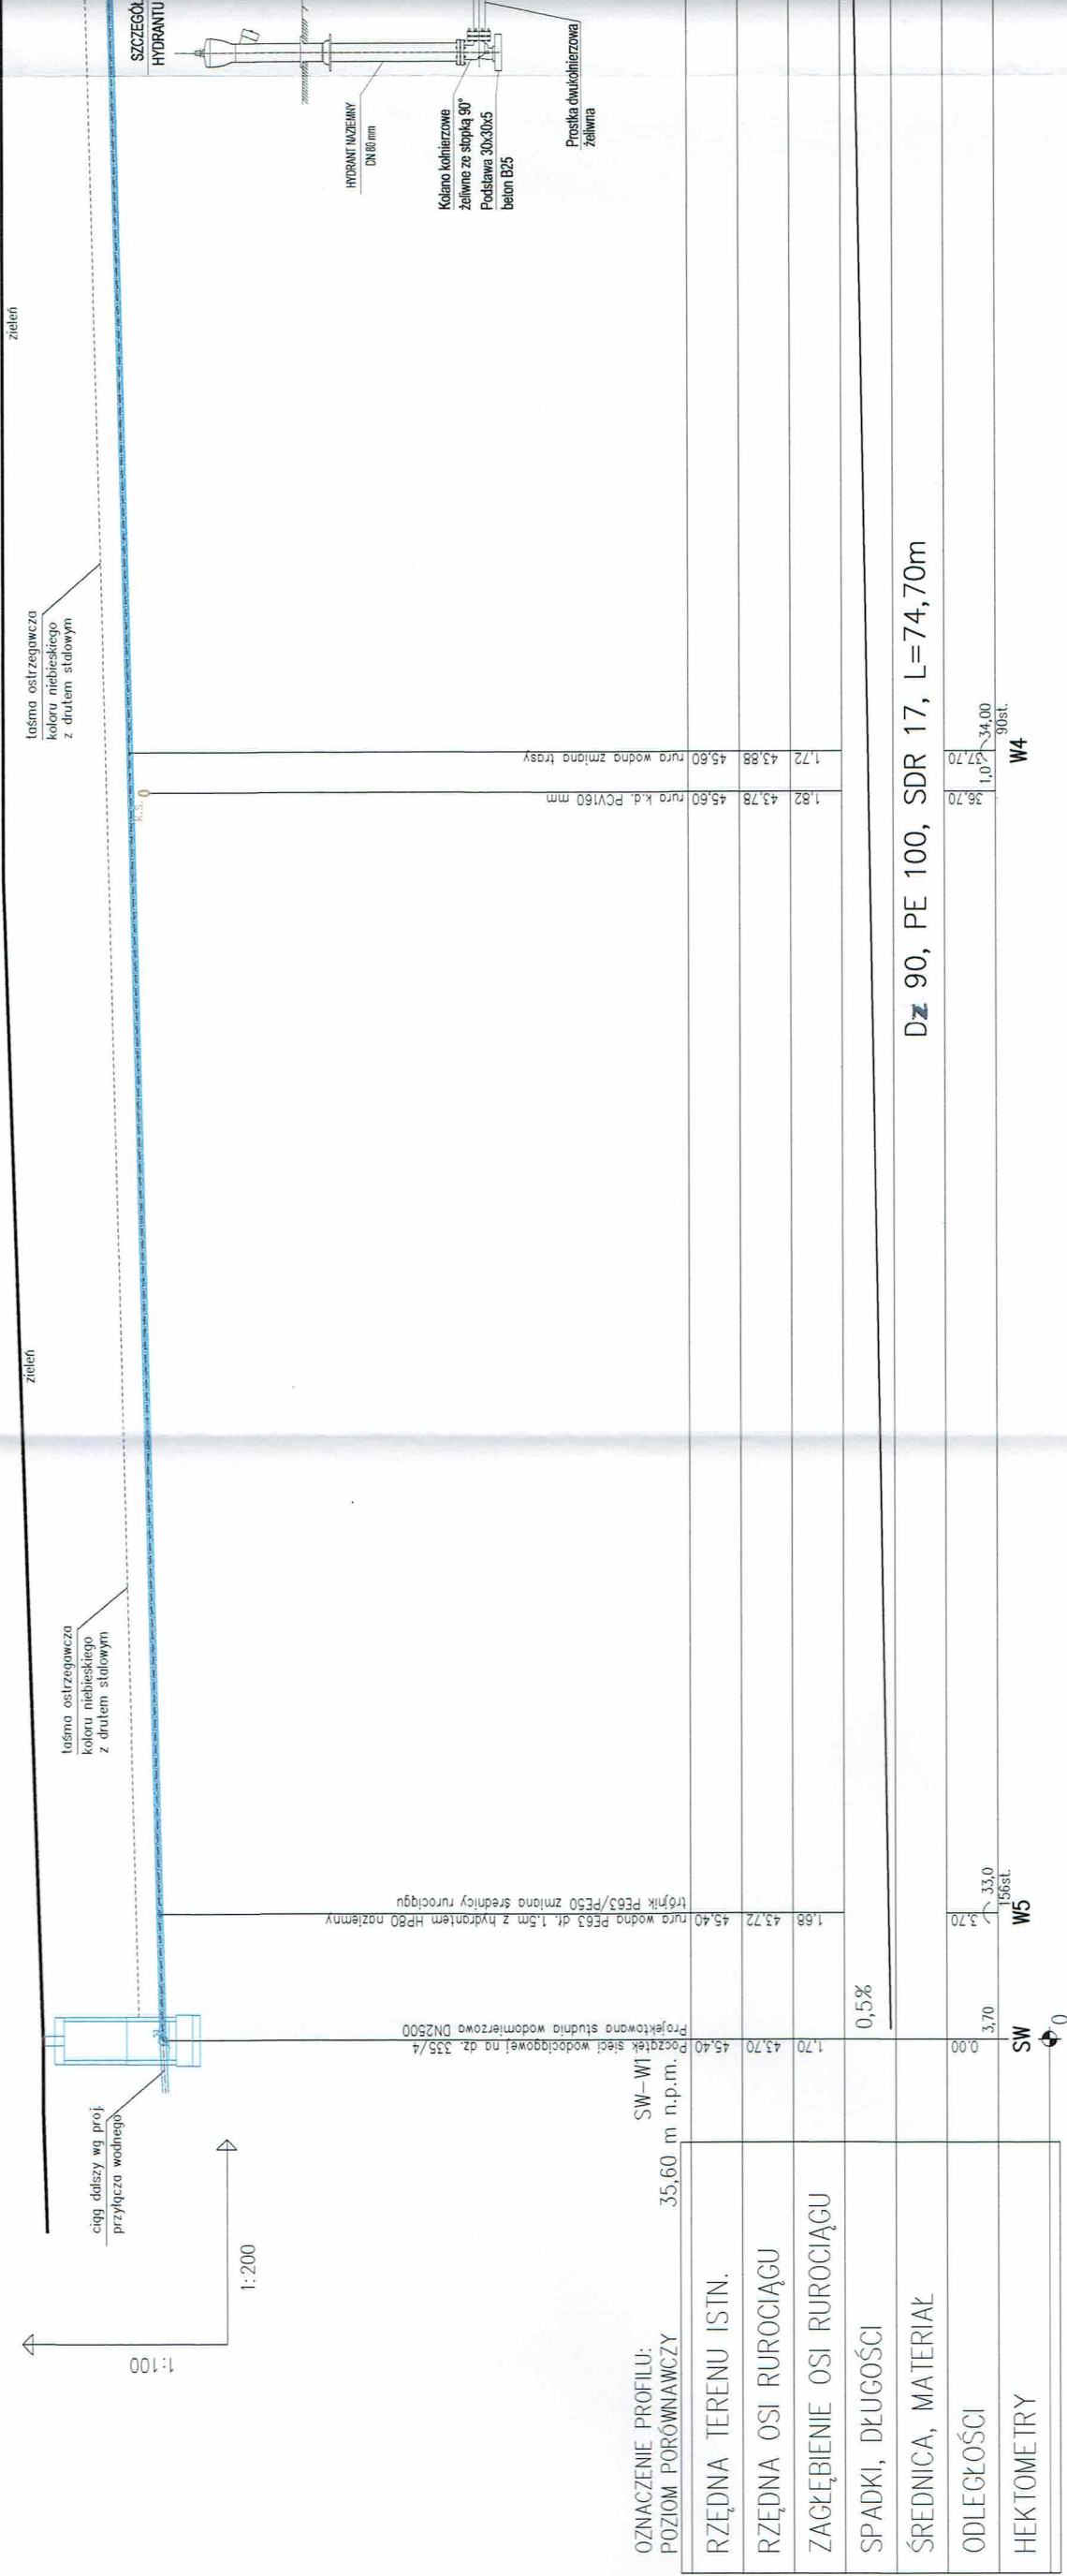 zieleń
zieleń
taśma ostrzegawcza
koloru niebieskiego
z drutem stalowym
taśma ostrzegawcza
koloru niebieskiego
z drutem stalowym
ciąg dalszy wg proj.
przyłącza wodnego
1:100
1:200
SZCZEGÓŁ
HYDRANTU
HYDRANT NAZIEMNY
DN 80 mm
Kolano kołnierzowe
żeliwne ze stopką 90°
Podstawa 30x30x5
beton B25
Prostka dwukołnierzowa
żeliwna
K.S.
OZNACZENIE PROFILU: SW-W1
POZIOM PORÓWNAWCZY 35,60 m n.p.m.
Projektowana studnia wodomierzowa DN2500
Początek sieci wodociągowej na dz. 335/4
trójnik PE63/PE50 zmiana średnicy rurociągu
rura wodna PE63 dł. 1.5m z hydrantem HP80 naziemny
rura k.d. PCV160 mm
rura wodna zmiana trasy
RZĘDNA TERENU ISTN. 45,40 45,40 45,60 45,60
RZĘDNA OSI RUROCIĄGU 43,70 43,72 43,78 43,88
ZAGŁĘBIENIE OSI RUROCIĄGU 1,70 1,68 1,82 1,72
SPADKI, DŁUGOŚCI 0,5%
ŚREDNICA, MATERIAŁ Dz 90, PE 100, SDR 17, L=74,70m
ODLEGŁOŚCI 0.00 3,70 3,70 33,0 36,70 1,0 37,70 34,00
156st. 90st.
HEKTOMETRY SW W5 W4
0